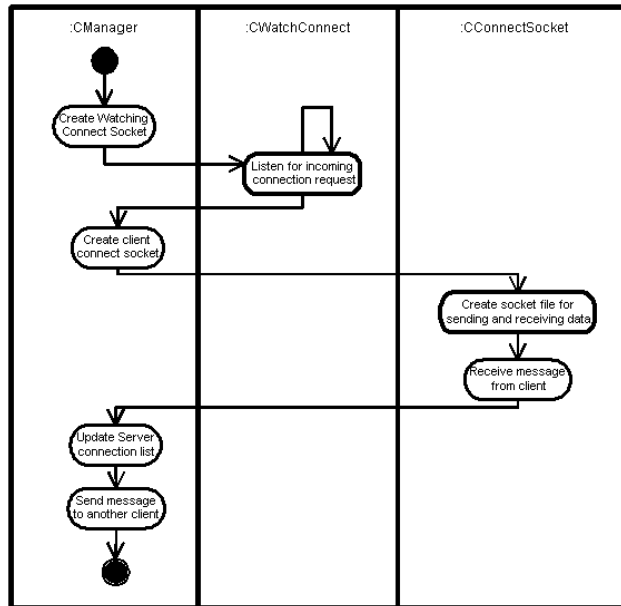 :CManager
:CWatchConnect
:CConnectSocket
Create Watching
Connect Socket
Listen for incoming
connection request
Create client
connect socket
Create socket file for
sending and receiving data
Receive message
from client
Update Server
connection list
Send message
to another client